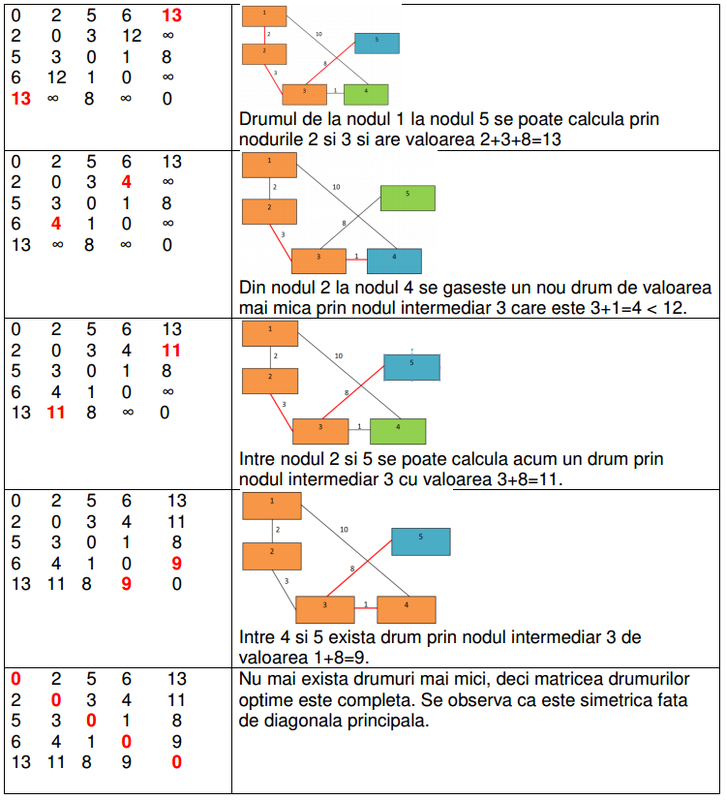 0 2 5 6 13
2 0 3 12 ∞
5 3 0 1 8
6 12 1 0 ∞
13 ∞ 8 ∞ 0
1
2
10
5
2
8
3
3
1
4
Drumul de la nodul 1 la nodul 5 se poate calcula prin
nodurile 2 si 3 si are valoarea 2+3+8=13
0 2 5 6 13
2 0 3 4 ∞
5 3 0 1 8
6 4 1 0 ∞
13 ∞ 8 ∞ 0
1
2
10
5
2
8
3
3
1
4
Din nodul 2 la nodul 4 se gaseste un nou drum de valoarea
mai mica prin nodul intermediar 3 care este 3+1=4 < 12.
0 2 5 6 13
2 0 3 4 11
5 3 0 1 8
6 4 1 0 ∞
13 11 8 ∞ 0
1
2
10
5
2
8
3
3
1
4
Intre nodul 2 si 5 se poate calcula acum un drum prin
nodul intermediar 3 cu valoarea 3+8=11.
0 2 5 6 13
2 0 3 4 11
5 3 0 1 8
6 4 1 0 9
13 11 8 9 0
1
2
10
5
2
8
3
3
1
4
Intre 4 si 5 exista drum prin nodul intermediar 3 de
valoarea 1+8=9.
0 2 5 6 13
2 0 3 4 11
5 3 0 1 8
6 4 1 0 9
13 11 8 9 0
Nu mai exista drumuri mai mici, deci matricea drumurilor
optime este completa. Se observa ca este simetrica fata
de diagonala principala.